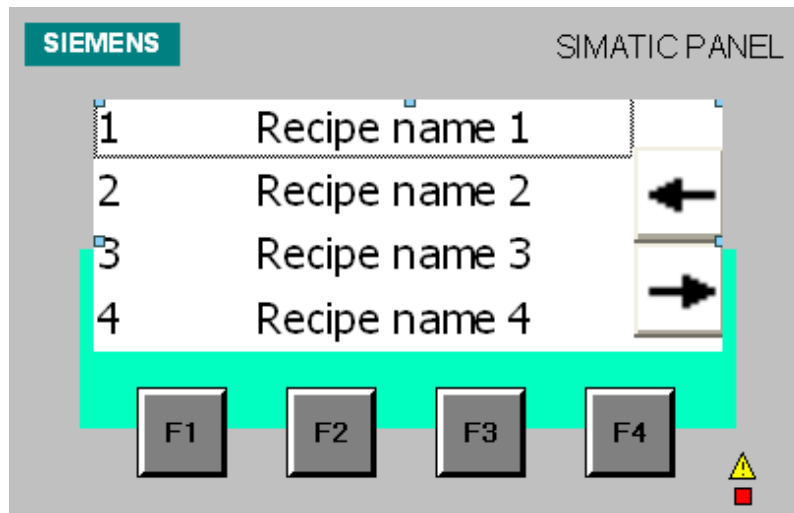 SIEMENS SIMATIC PANEL
1 Recipe name 1
2 Recipe name 2
3 Recipe name 3
4 Recipe name 4
F1 F2 F3 F4